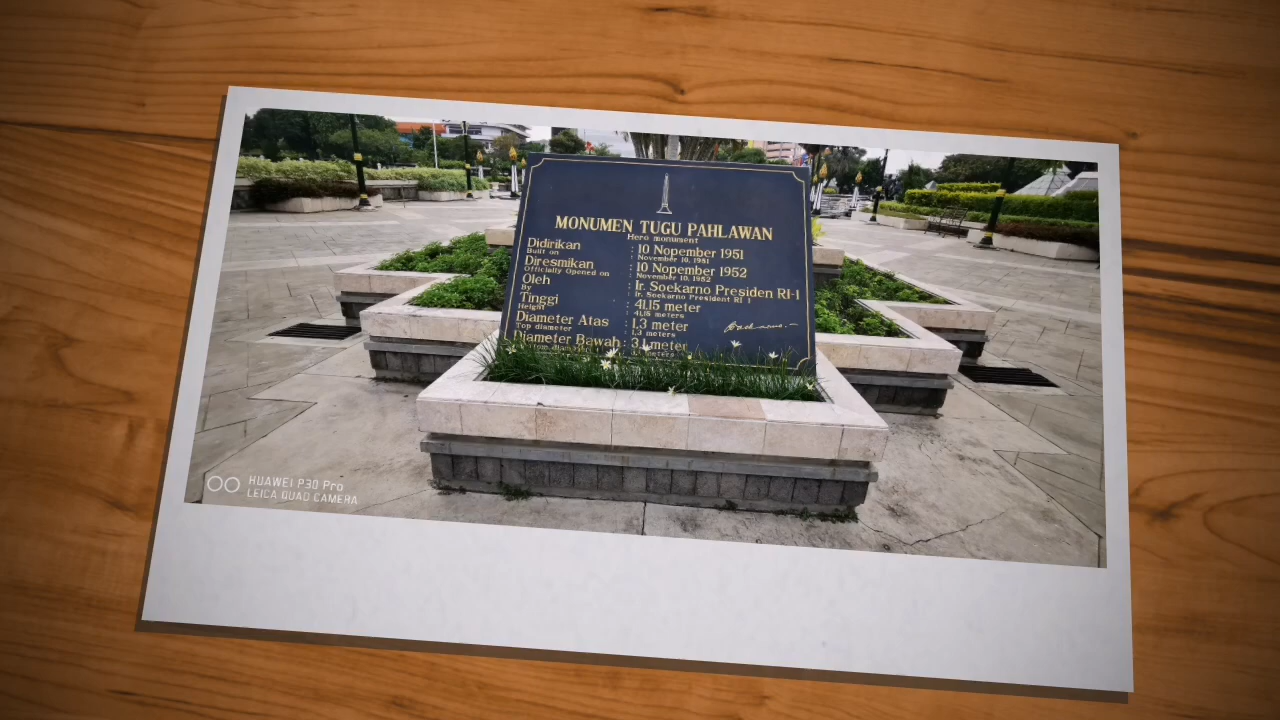 MONUMEN TUGU PAHLAWAN
Hero monument
Didirikan : 10 Nopember 1951
Built on : November 10, 1951
Diresmikan : 10 Nopember 1952
Officially Opened on : November 10, 1952
Oleh : Ir. Soekarno Presiden RI-1
By : Ir. Soekarno President RI 1
Tinggi : 41,15 meter
Height : 41,15 meters
Diameter Atas : 1,3 meter
Top diameter : 1,3 meters
Diameter Bawah : 3,1 meter
diameter meters
HUAWEI P30 Pro
LEICA QUAD CAMERA